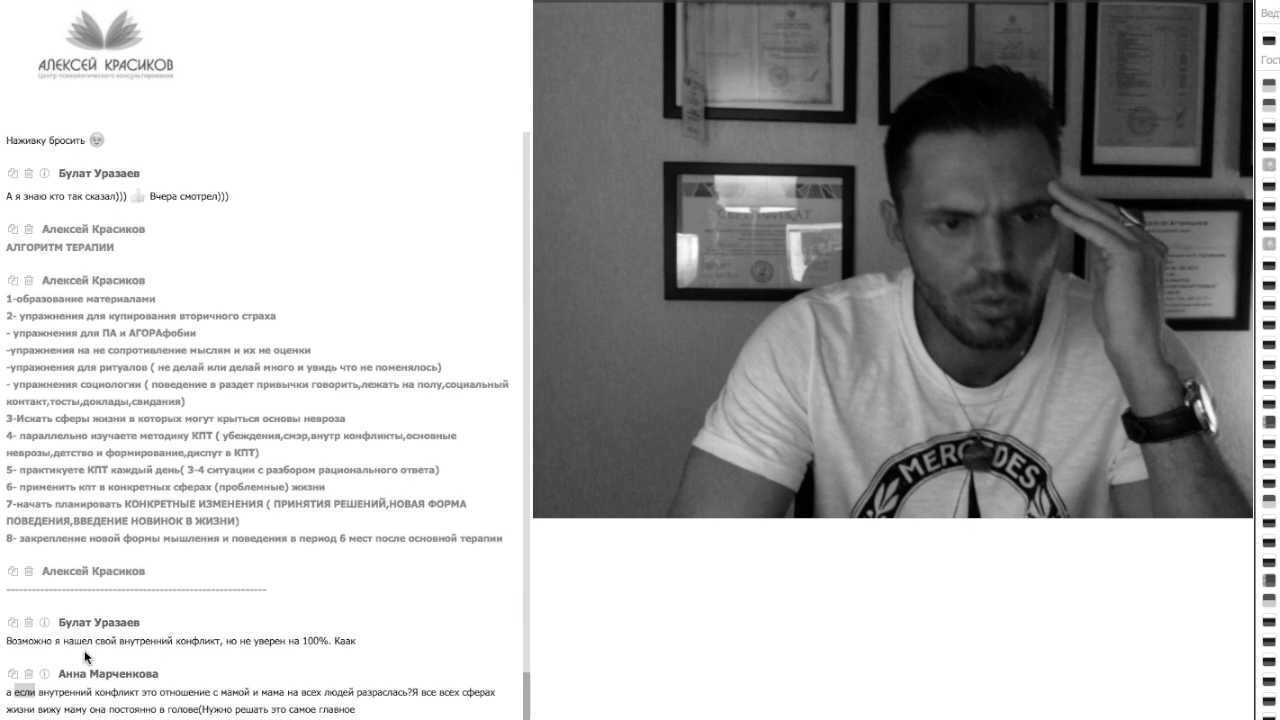 АЛЕКСЕЙ КРАСИКОВ
Центр психологического консультирования
Наживку бросить
Булат Уразаев
А я знаю кто так сказал))) Вчера смотрел)))
Алексей Красиков
АЛГОРИТМ ТЕРАПИИ
Алексей Красиков
1-образование материалами
2- упражнения для купирования вторичного страха
- упражнения для ПА и АГОРАфобии
-упражнения на не сопротивление мыслям и их не оценки
-упражнения для ритуалов ( не делай или делай много и увидь что не поменялось)
- упражнения социологии ( поведение в раздет привычки говорить,лежать на полу,социальный
контакт,тосты,доклады,свидания)
3-Искать сферы жизни в которых могут крыться основы невроза
4- параллельно изучаете методику КПТ ( убеждения,смэр,внутр конфликты,основные
неврозы,детство и формирование,диспут в КПТ)
5- практикуете КПТ каждый день( 3-4 ситуации с разбором рационального ответа)
6- применить кпт в конкретных сферах (проблемные) жизни
7-начать планировать КОНКРЕТНЫЕ ИЗМЕНЕНИЯ ( ПРИНЯТИЯ РЕШЕНИЙ,НОВАЯ ФОРМА
ПОВЕДЕНИЯ,ВВЕДЕНИЕ НОВИНОК В ЖИЗНИ)
8- закрепление новой формы мышления и поведения в период 6 мест после основной терапии
Алексей Красиков
Булат Уразаев
Возможно я нашел свой внутренний конфликт, но не уверен на 100%. Каак
Анна Марченкова
а если внутренний конфликт это отношение с мамой и мама на всех людей разраслась?Я все всех сферах
жизни вижу маму она постоянно в голове(Нужно решать это самое главное
СЕРТИФИКАТ
MERCEDES
Вед
Гост